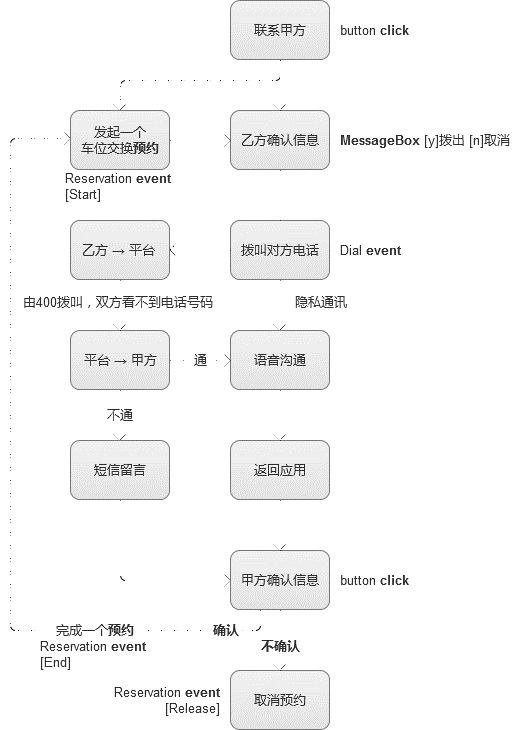 联系甲方
button click
发起一个
车位交换预约
乙方确认信息
MessageBox [y]拨出 [n]取消
Reservation event
[Start]
乙方 → 平台
拨叫对方电话
Dial event
由400拨叫，双方看不到电话号码
隐私通讯
平台 → 甲方
通
语音沟通
不通
短信留言
返回应用
甲方确认信息
button click
完成一个预约
确认
Reservation event
[End]
不确认
Reservation event
[Release]
取消预约